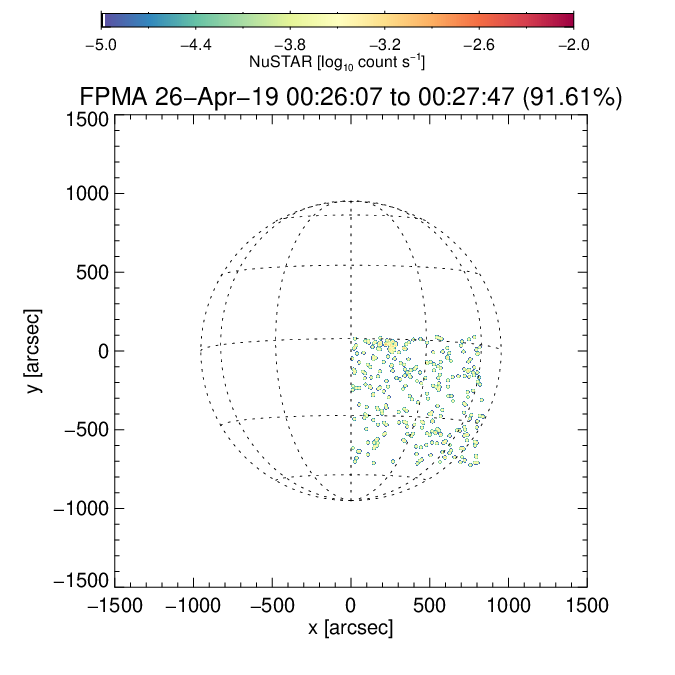 −5.0 −4.4 −3.8 −3.2 −2.6 −2.0
NuSTAR [log₁₀ count s⁻¹]
FPMA 26−Apr−19 00:26:07 to 00:27:47 (91.61%)
1500
1000
500
0
−500
−1000
−1500
y [arcsec]
−1500 −1000 −500 0 500 1000 1500
x [arcsec]